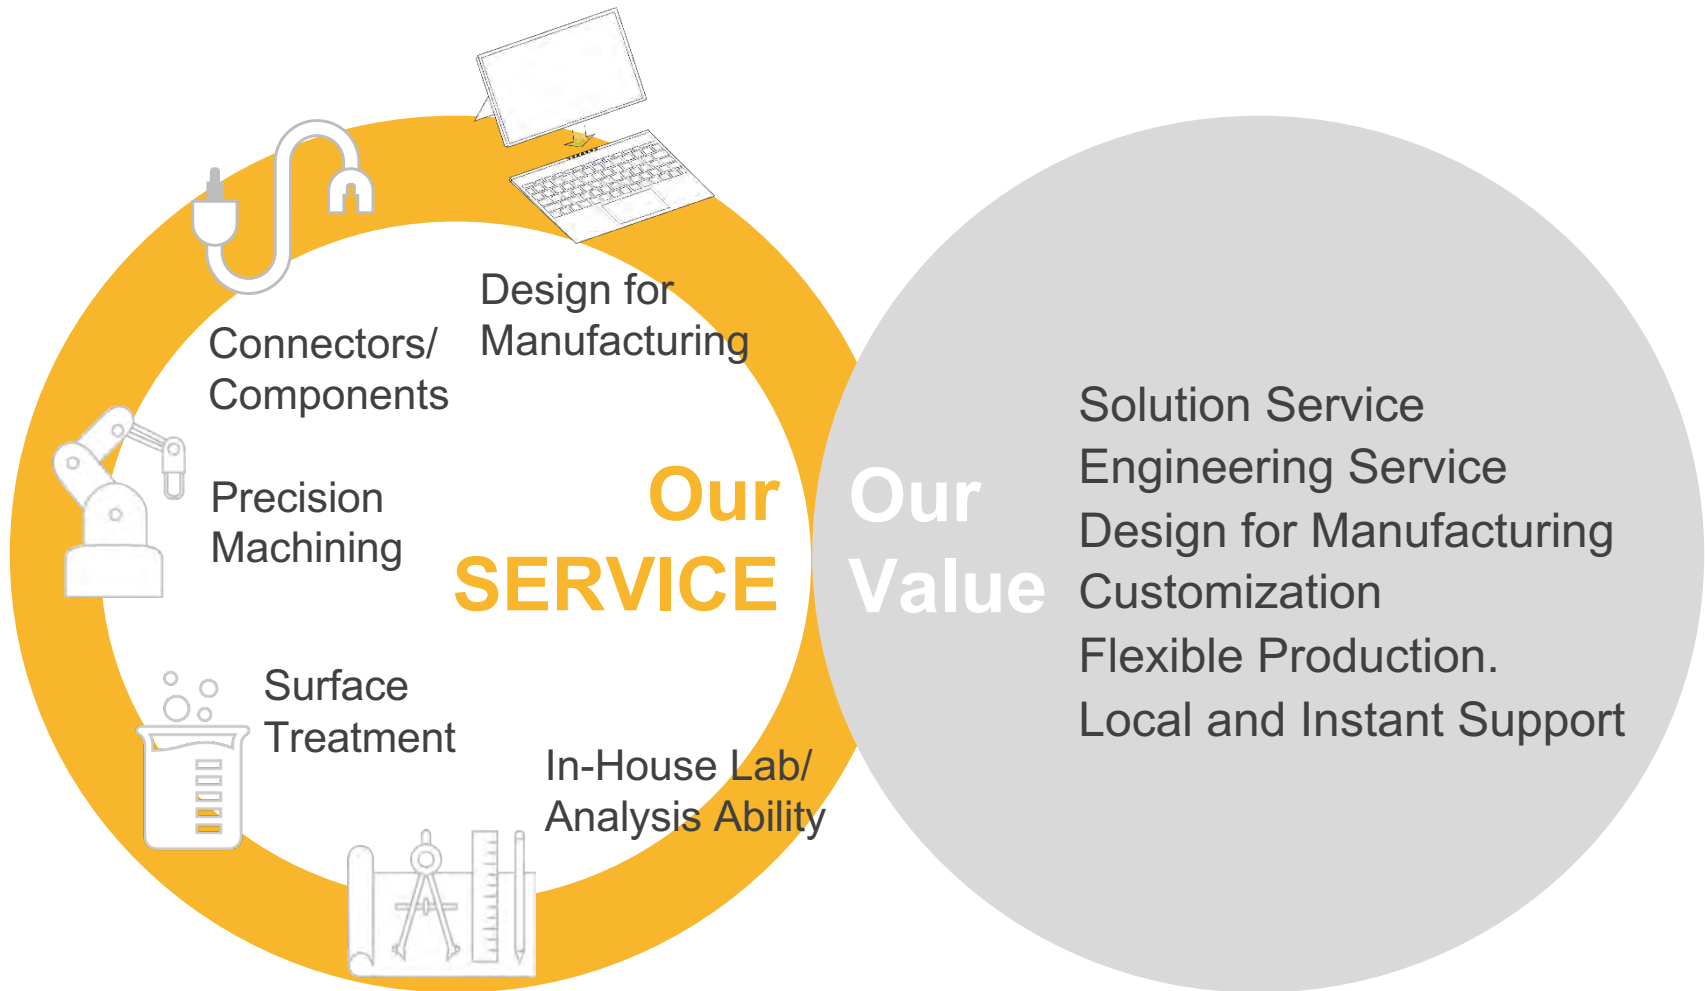 Design for
Manufacturing
Connectors/
Components
Precision
Machining
Surface
Treatment
In-House Lab/
Analysis Ability
Our
SERVICE
Our
Value
Solution Service
Engineering Service
Design for Manufacturing
Customization
Flexible Production.
Local and Instant Support